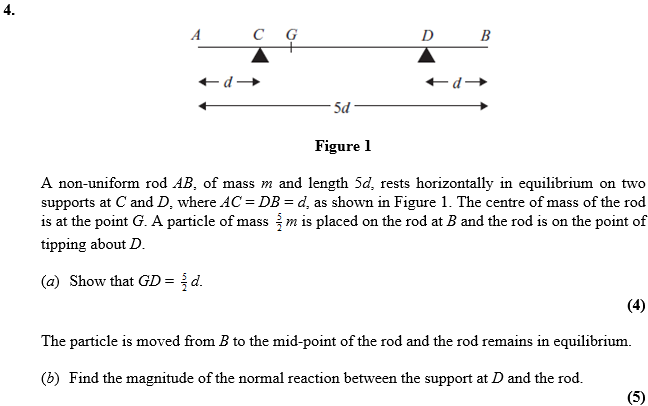 4.
A C G D B
d d
5d
Figure 1
A non-uniform rod AB, of mass m and length 5d, rests horizontally in equilibrium on two
supports at C and D, where AC = DB = d, as shown in Figure 1. The centre of mass of the rod
is at the point G. A particle of mass 5/2 m is placed on the rod at B and the rod is on the point of
tipping about D.
(a) Show that GD = 5/2 d.
(4)
The particle is moved from B to the mid-point of the rod and the rod remains in equilibrium.
(b) Find the magnitude of the normal reaction between the support at D and the rod.
(5)